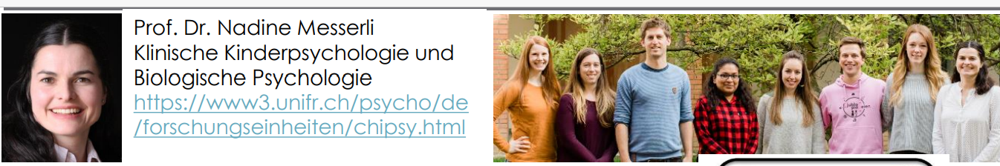 Prof. Dr. Nadine Messerli
Klinische Kinderpsychologie und
Biologische Psychologie
https://www3.unifr.ch/psycho/de
/forschungseinheiten/chipsy.html